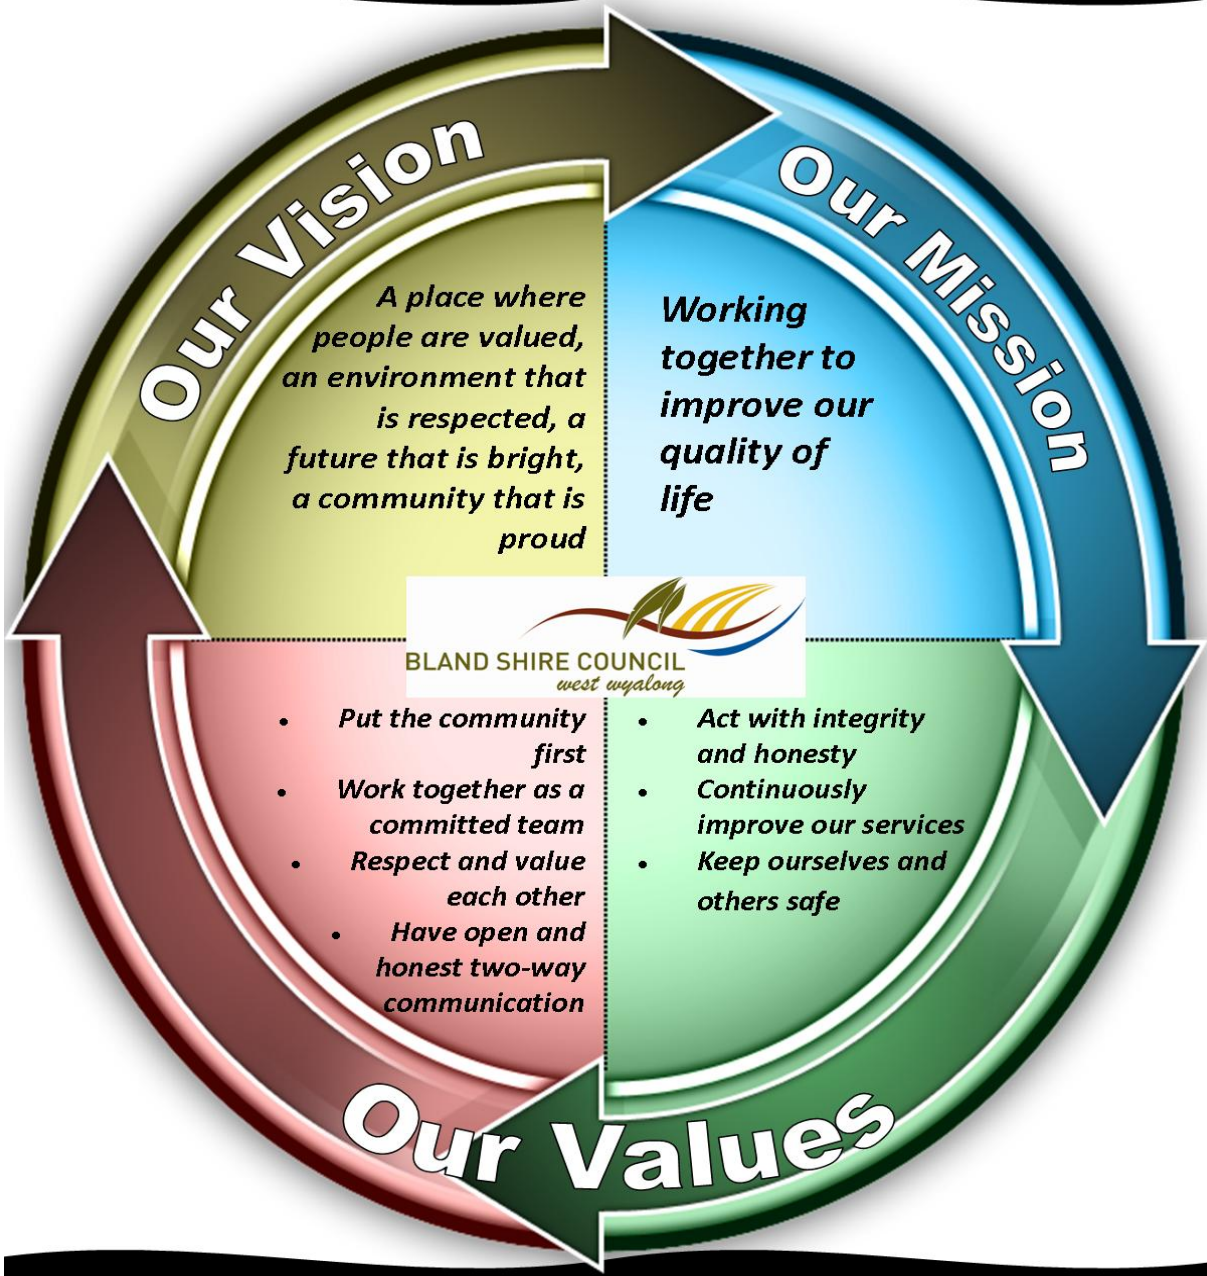 Our Vision
A place where
people are valued,
an environment that
is respected, a
future that is bright,
a community that is
proud
Our Mission
Working
together to
improve our
quality of
life
BLAND SHIRE COUNCIL
west wyalong
• Put the community
first
• Work together as a
committed team
• Respect and value
each other
• Have open and
honest two-way
communication
• Act with integrity
and honesty
• Continuously
improve our services
• Keep ourselves and
others safe
Our Values